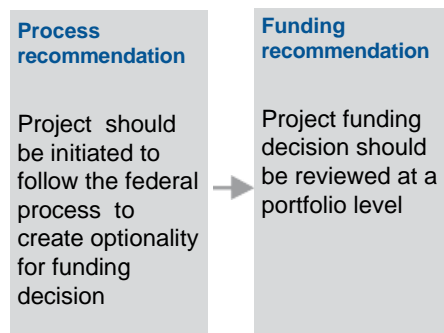 Process
recommendation
Project should
be initiated to
follow the federal
process to
create optionality
for funding
decision
Funding
recommendation
Project funding
decision should
be reviewed at a
portfolio level